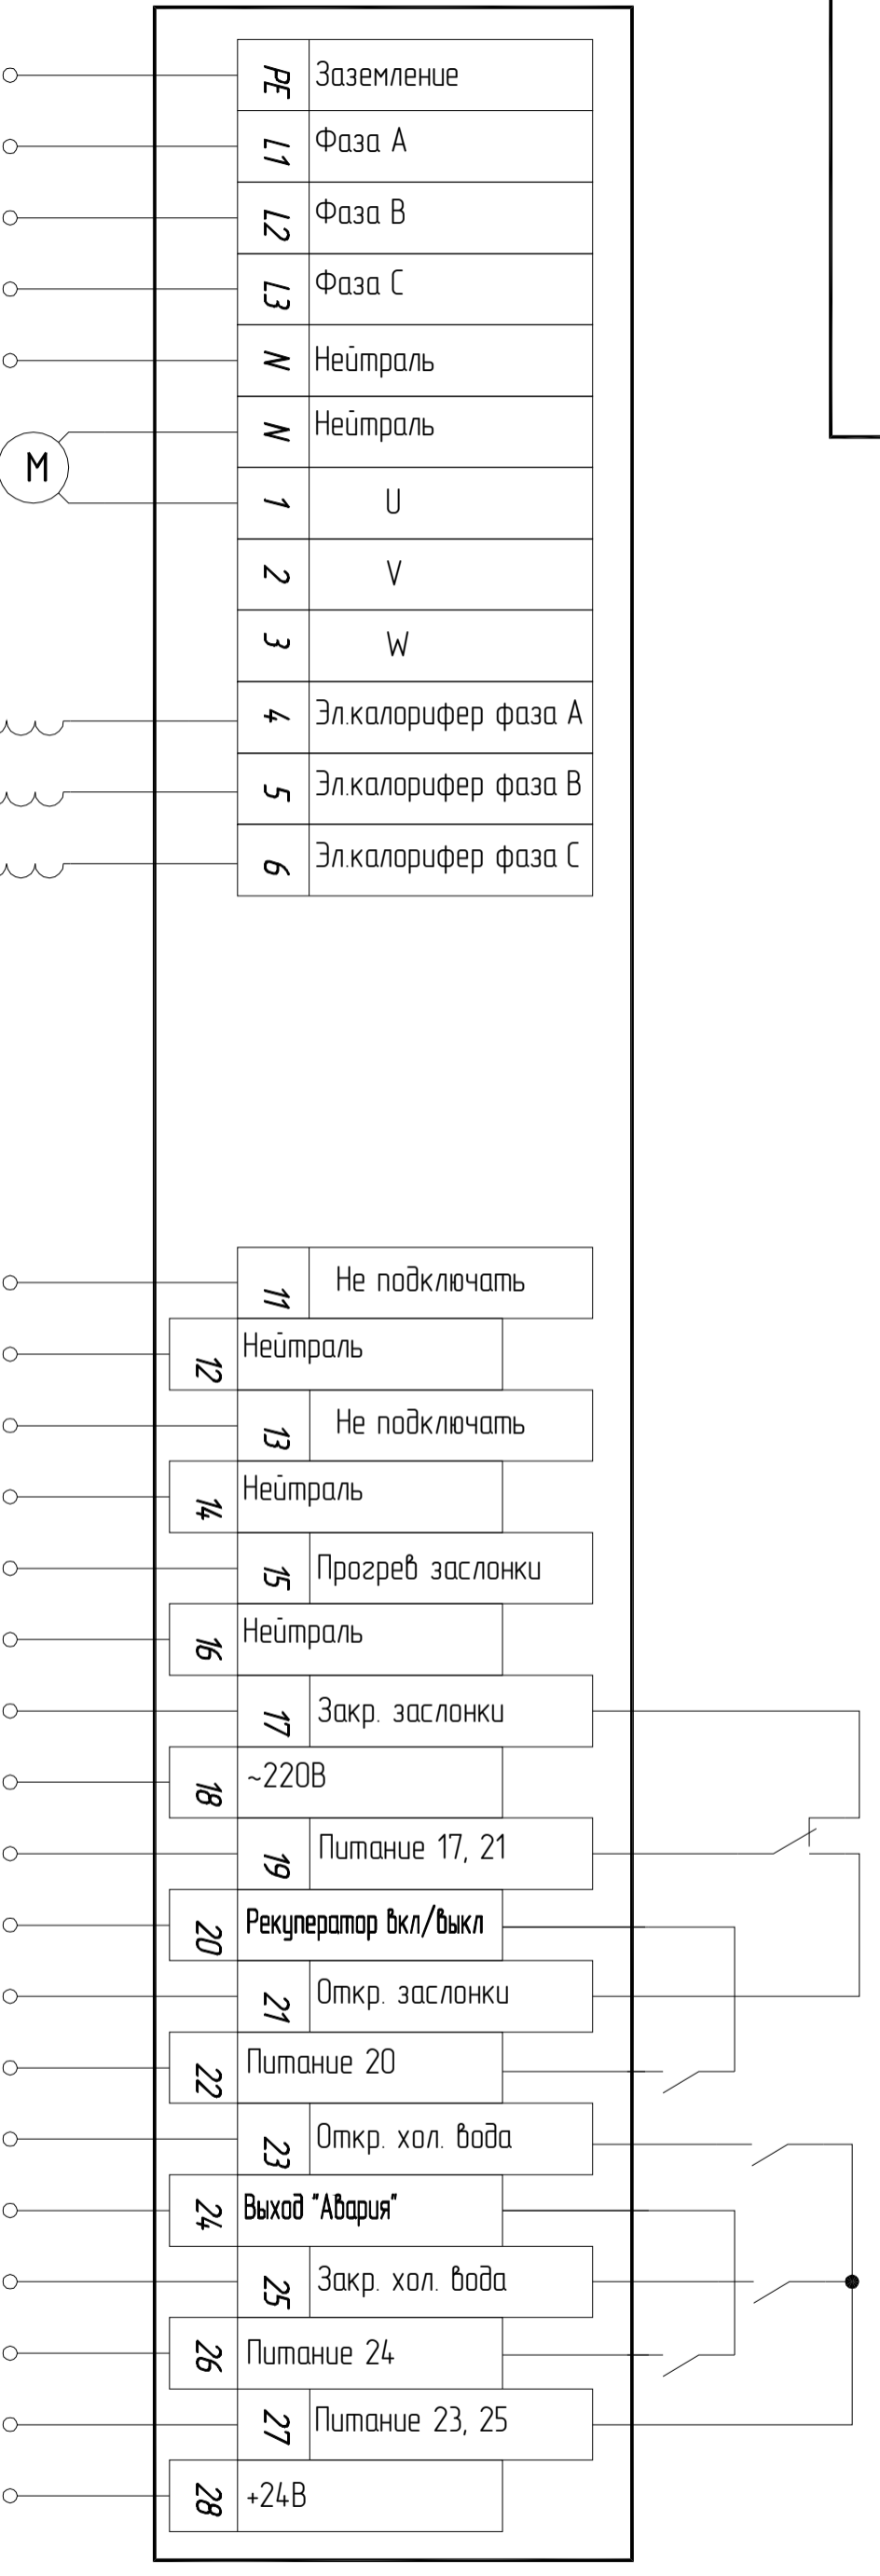 PE Заземление
L1 Фаза А
L2 Фаза В
L3 Фаза С
N Нейтраль
N Нейтраль
M
1 U
2 V
3 W
4 Эл.калорифер фаза А
5 Эл.калорифер фаза В
6 Эл.калорифер фаза С
11 Не подключать
12 Нейтраль
13 Не подключать
14 Нейтраль
15 Прогрев заслонки
16 Нейтраль
17 Закр. заслонки
18 ~220В
19 Питание 17, 21
20 Рекуператор вкл/выкл
21 Откр. заслонки
22 Питание 20
23 Откр. хол. вода
24 Выход "Авария"
25 Закр. хол. вода
26 Питание 24
27 Питание 23, 25
28 +24В